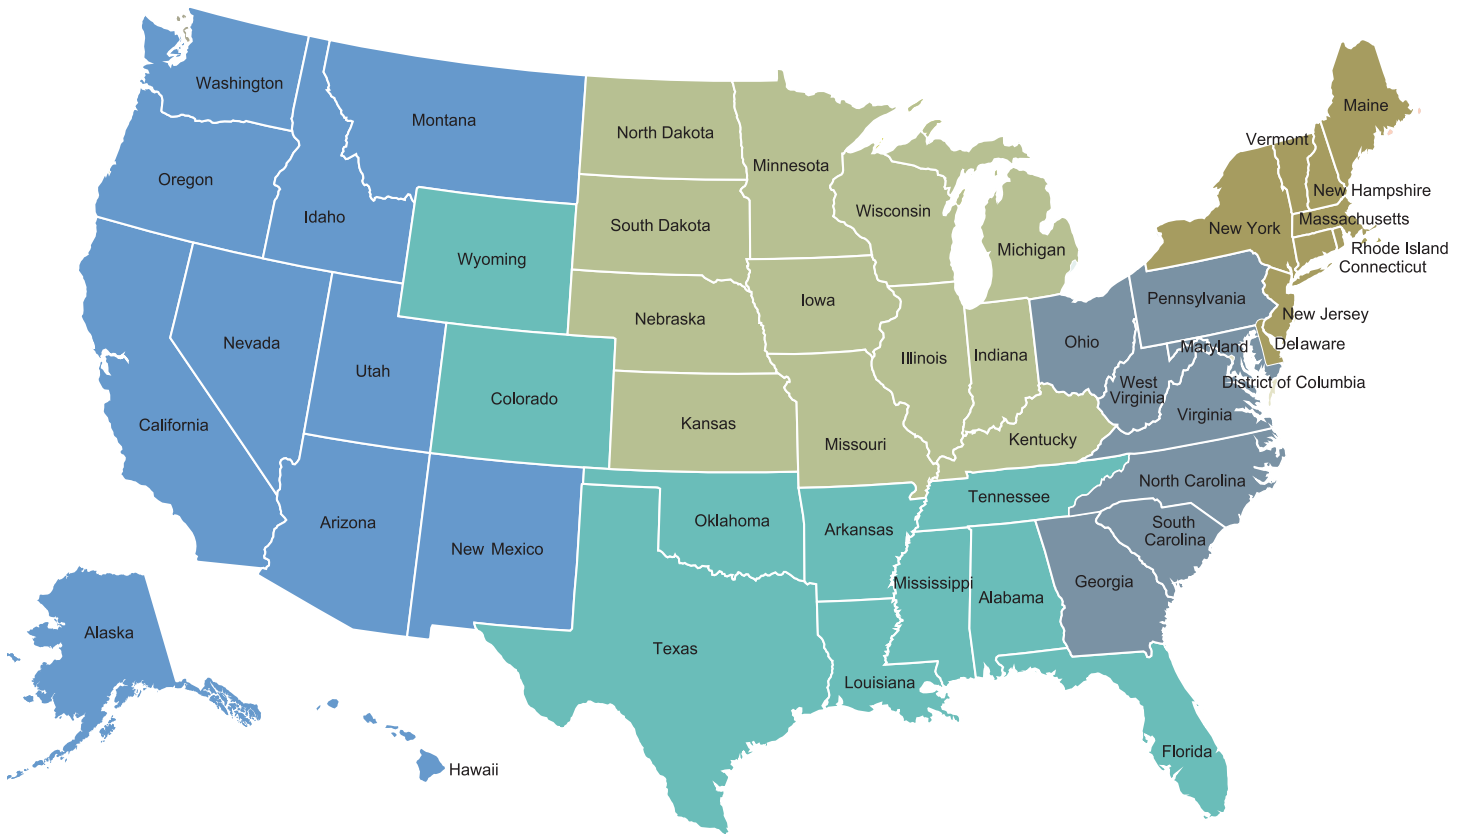 Washington
Montana
Maine
North Dakota
Vermont
Minnesota
Oregon
New Hampshire
Idaho
Wisconsin
Massachusetts
South Dakota
New York
Michigan
Rhode Island
Wyoming
Connecticut
Iowa
Pennsylvania
Nebraska
New Jersey
Nevada
Ohio
Delaware
Maryland
Illinois
Indiana
Utah
District of Columbia
West
Virginia
Colorado
Virginia
California
Kansas
Kentucky
Missouri
North Carolina
Tennessee
Arizona
Oklahoma
Arkansas
South
Carolina
New Mexico
Mississippi
Georgia
Alabama
Alaska
Texas
Louisiana
Florida
Hawaii